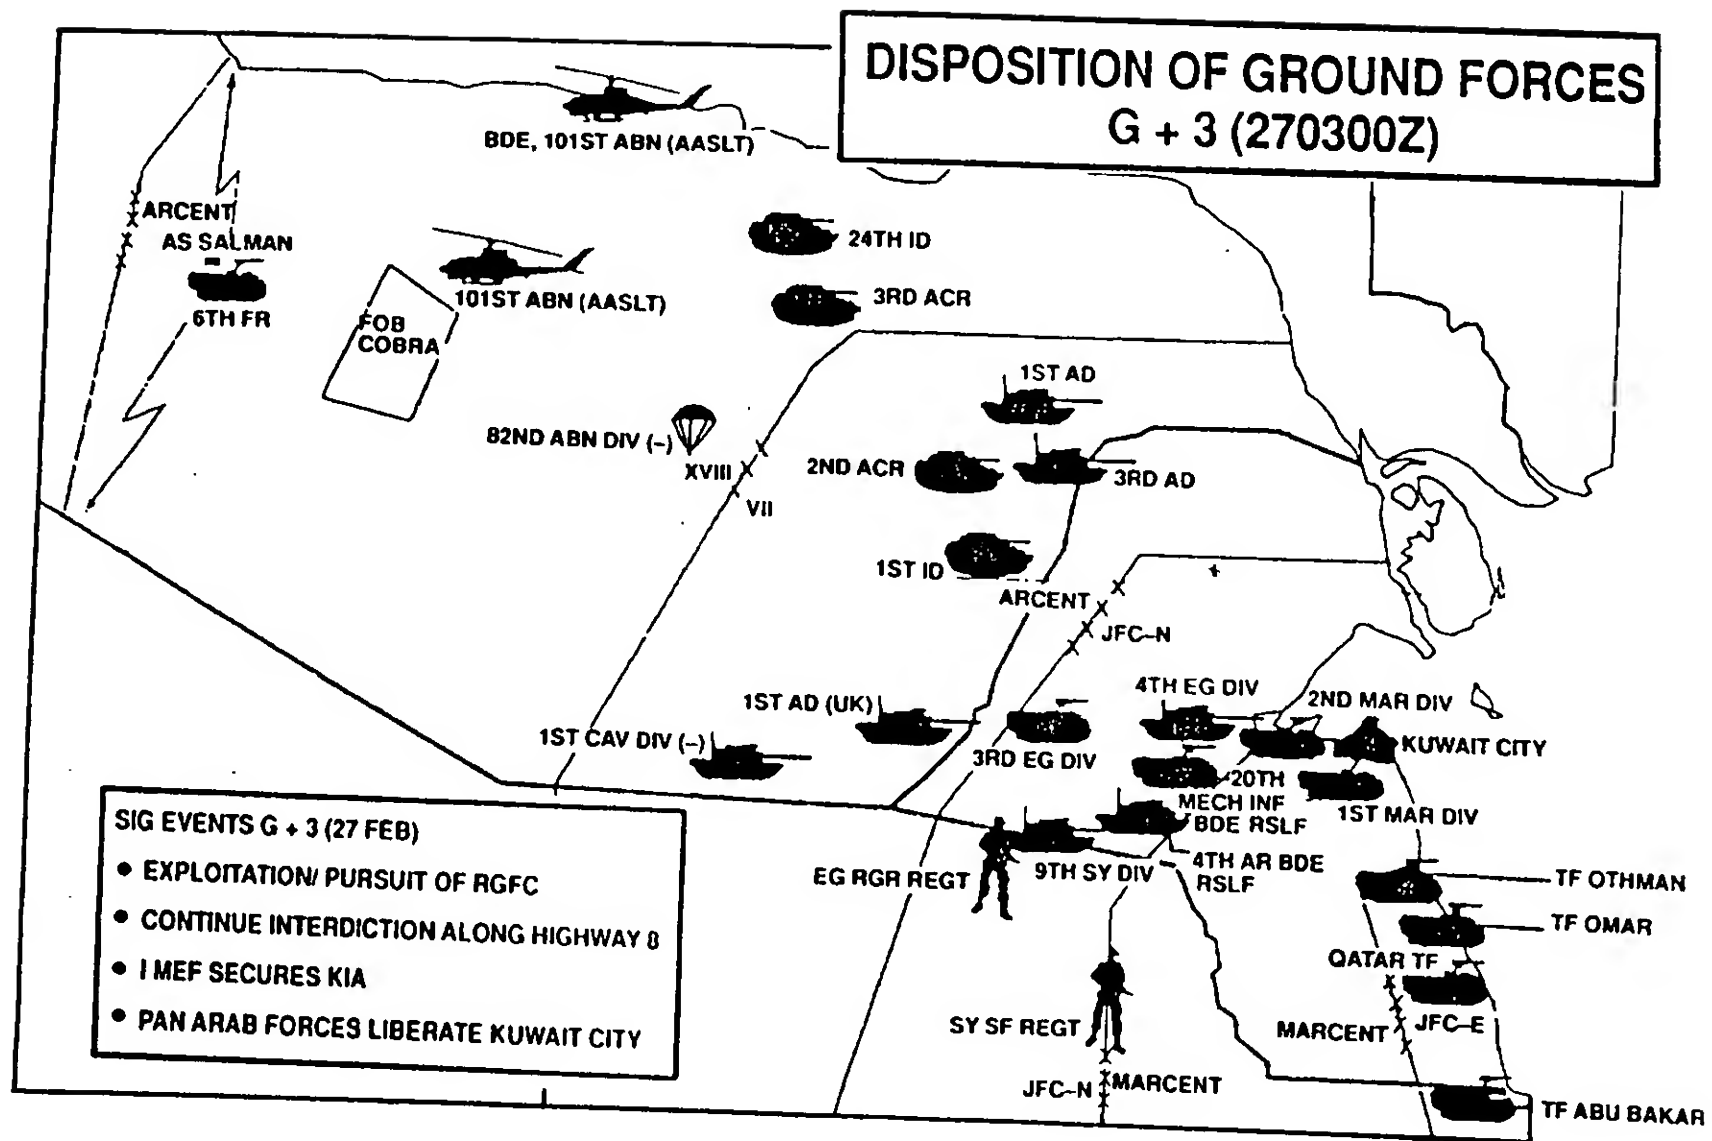 DISPOSITION OF GROUND FORCES
G + 3 (270300Z)
BDE, 101ST ABN (AASLT)
ARCENT
AS SALMAN
6TH FR
FOB
COBRA
101ST ABN (AASLT)
24TH ID
3RD ACR
82ND ABN DIV (–)
XVIII
VII
1ST AD
2ND ACR
3RD AD
1ST ID
ARCENT
JFC–N
1ST AD (UK)
1ST CAV DIV (–)
3RD EG DIV
4TH EG DIV
2ND MAR DIV
KUWAIT CITY
20TH
MECH INF
BDE RSLF
1ST MAR DIV
EG RGR REGT
9TH SY DIV
4TH AR BDE
RSLF
TF OTHMAN
TF OMAR
QATAR TF
SY SF REGT
MARCENT
JFC–E
JFC–N
MARCENT
TF ABU BAKAR
SIG EVENTS G + 3 (27 FEB)
• EXPLOITATION/ PURSUIT OF RGFC
• CONTINUE INTERDICTION ALONG HIGHWAY 8
• I MEF SECURES KIA
• PAN ARAB FORCES LIBERATE KUWAIT CITY